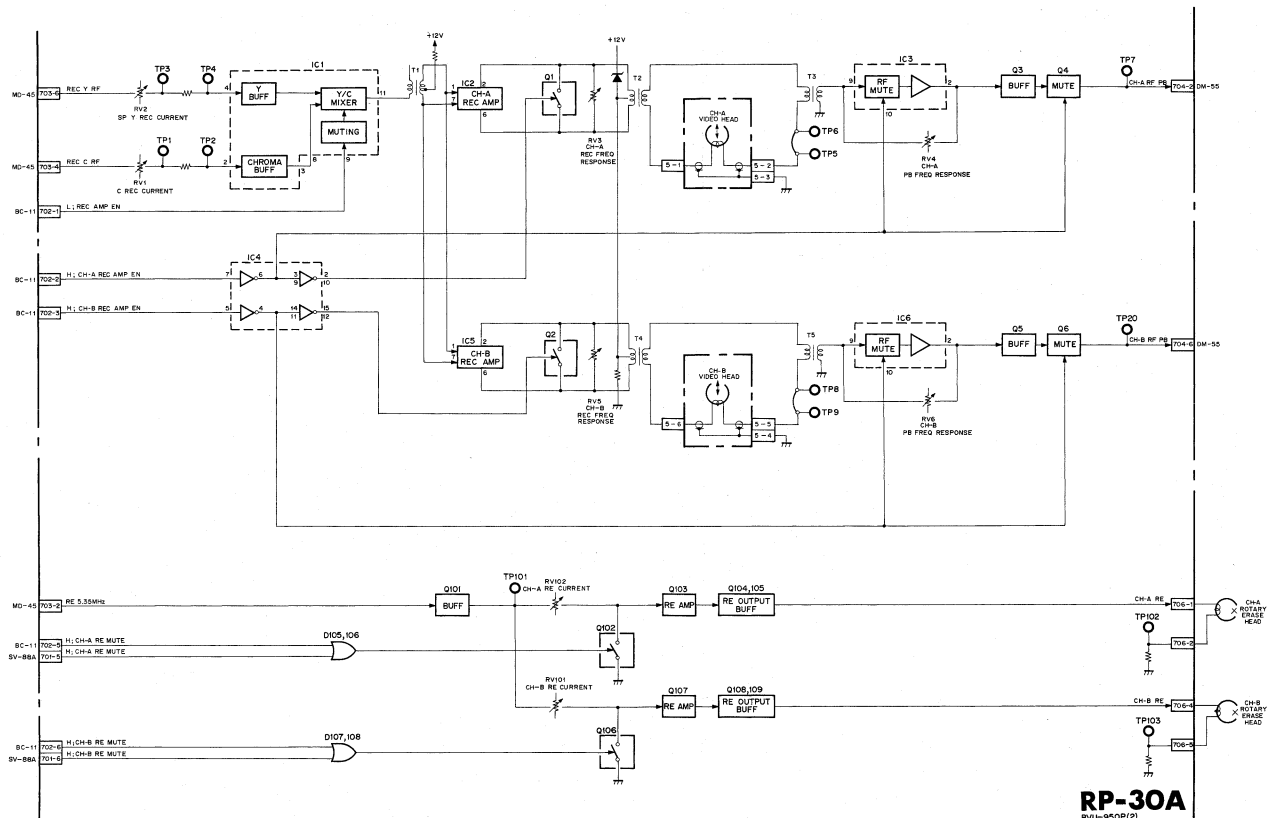 +12V
+12V
TP3
TP4
IC1
T1
IC2
CH-A
REC AMP
1
7
2
6
Q1
T2
T3
IC3
9
RF
MUTE
2
10
Q3
BUFF
Q4
MUTE
TP7
CH-A RF PB
704-2
DM-55
MD-45
703-6
REC Y RF
RV2
SP Y REC CURRENT
4
Y
BUFF
Y/C
MIXER
11
MUTING
TP1
TP2
MD-45
703-4
REC C RF
RV1
C REC CURRENT
2
CHROMA
BUFF
3
6
9
RV3
CH-A
REC FREQ
RESPONSE
CH-A
VIDEO HEAD
5-1
5-2
5-3
TP6
TP5
RV4
CH-A
PB FREQ RESPONSE
BC-11
702-1
L; REC AMP EN
IC4
BC-11
702-2
H; CH-A REC AMP EN
7
6
3
9
2
10
BC-11
702-3
H; CH-B REC AMP EN
5
4
14
11
15
12
IC5
CH-B
REC AMP
1
7
2
6
Q2
RV5
CH-B
REC FREQ
RESPONSE
T4
T5
CH-B
VIDEO HEAD
5-6
5-5
5-4
TP8
TP9
IC6
9
RF
MUTE
2
10
RV6
CH-B
PB FREQ RESPONSE
Q5
BUFF
Q6
MUTE
TP20
CH-B RF PB
704-6
DM-55
MD-45
703-2
RE 5.35MHz
Q101
BUFF
TP101
RV102
CH-A RE CURRENT
Q103
RE AMP
Q104,105
RE OUTPUT
BUFF
CH-A RE
706-1
CH-A
ROTARY
ERASE
HEAD
TP102
706-2
BC-11
702-5
H; CH-A RE MUTE
SV-88A
701-5
H; CH-A RE MUTE
D105,106
Q102
RV101
CH-B RE CURRENT
Q107
RE AMP
Q108,109
RE OUTPUT
BUFF
CH-B RE
706-4
CH-B
ROTARY
ERASE
HEAD
TP103
706-5
BC-11
702-6
H;CH-B RE MUTE
SV-88A
701-6
H;CH-B RE MUTE
D107,108
Q106
RP-30A
BVU-950P(2)